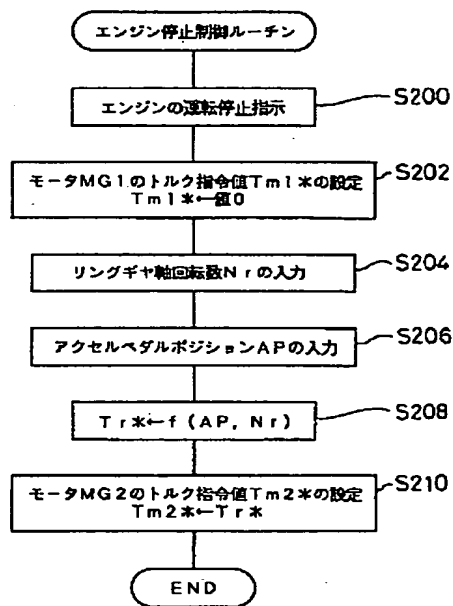 エンジン停止制御ルーチン
エンジンの運転停止指示
S200
モータMG1のトルク指令値Tm1*の設定
Tm1*←値0
S202
リングギヤ軸回転数Nrの入力
S204
アクセルペダルポジションAPの入力
S206
Tr*←f(AP,Nr)
S208
モータMG2のトルク指令値Tm2*の設定
Tm2*←Tr*
S210
END